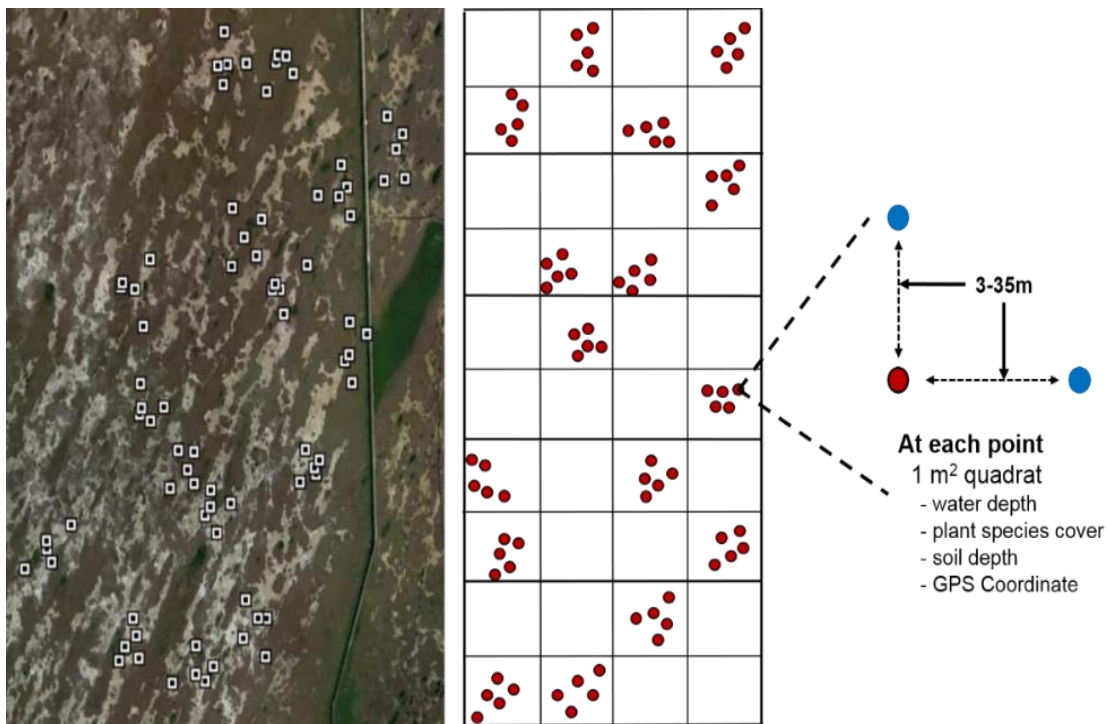 3-35m
At each point
1 m² quadrat
- water depth
- plant species cover
- soil depth
- GPS Coordinate